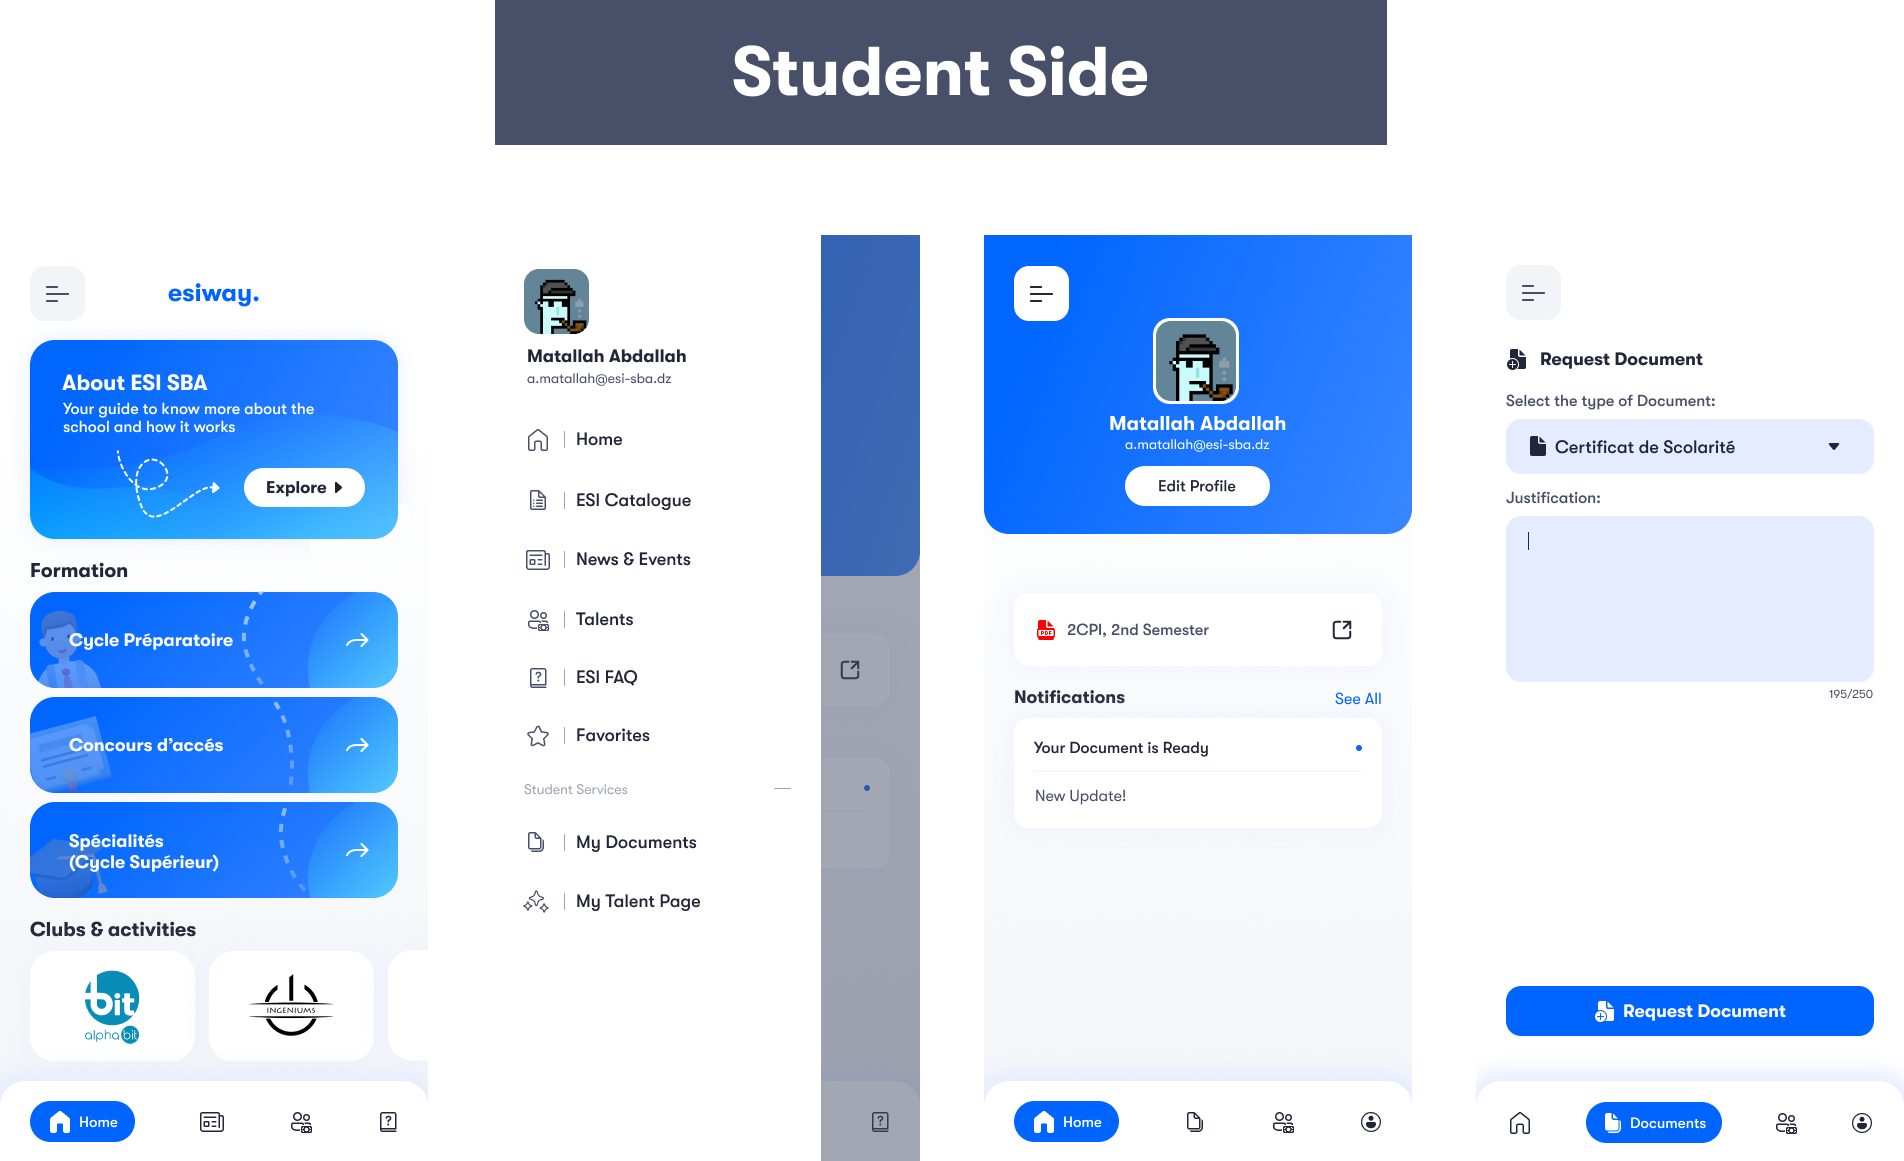 Student Side
esiway.
About ESI SBA
Your guide to know more about the
school and how it works
Explore
Formation
Cycle Préparatoire
Concours d'accés
Spécialités
(Cycle Supérieur)
Clubs & activities
bit
alphabit
INGENIUMS
Home
Matallah Abdallah
a.matallah@esi-sba.dz
Home
ESI Catalogue
News & Events
Talents
ESI FAQ
Favorites
Student Services
My Documents
My Talent Page
Matallah Abdallah
a.matallah@esi-sba.dz
Edit Profile
PDF
2CPI, 2nd Semester
Notifications
See All
Your Document is Ready
New Update!
Home
Request Document
Select the type of Document:
Certificat de Scolarité
Justification:
195/250
Request Document
Documents